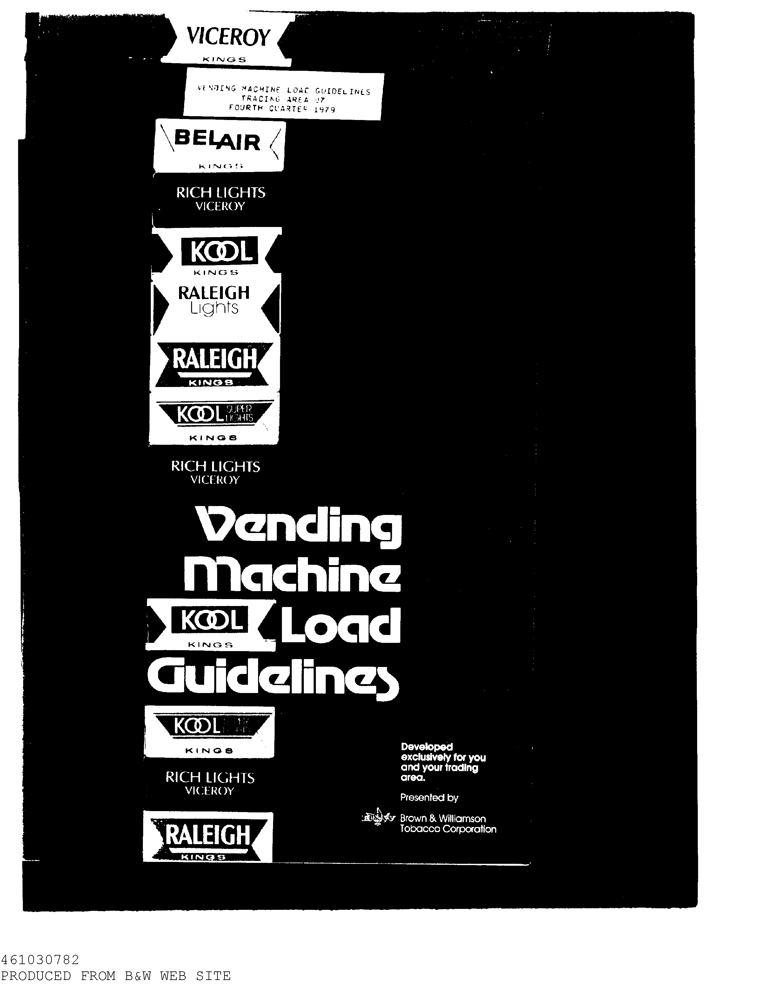 VICEROY
KINGS
VENDING MACHINE LOAD GUIDELINES
TRADING AREA 07
FOURTH QUARTER 1979
BELAIR
KINGS
RICH LIGHTS
VICEROY
KOOL
KINGS
RALEIGH
Lights
RALEIGH
KINGS
KOOL SUPER
LIGHTS
KINGS
RICH LIGHTS
VICEROY
Vending
Machine
KOOL
KINGS
Load
Guidelines
KOOL
KINGS
RICH LIGHTS
VICEROY
RALEIGH
KINGS
Developed
exclusively for you
and your trading
area.
Presented by
Brown & Williamson
Tobacco Corporation
461030782
PRODUCED FROM B&W WEB SITE